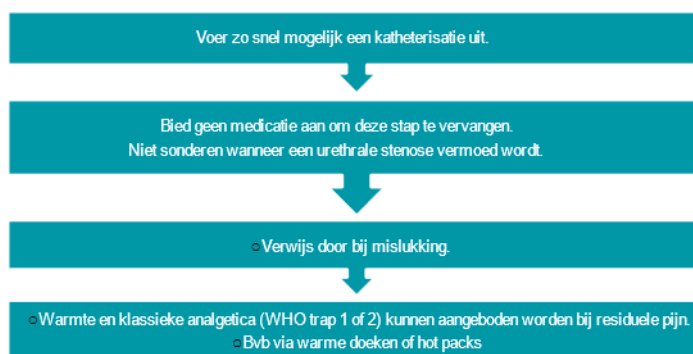 Voer zo snel mogelijk een katheterisatie uit.
Bied geen medicatie aan om deze stap te vervangen.
Niet sonderen wanneer een urethrale stenose vermoed wordt.
○Verwijs door bij mislukking.
○Warmte en klassieke analgetica (WHO trap 1 of 2) kunnen aangeboden worden bij residuele pijn.
○Bvb via warme doeken of hot packs